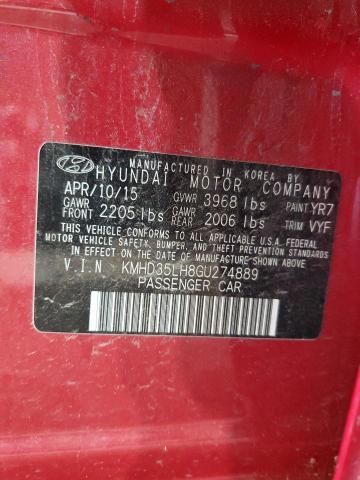 MANUFACTURED IN KOREA BY
HYUNDAI MOTOR COMPANY
APR/10/15 GVWR 3968 lbs PAINT YR7
GAWR FRONT 2205 lbs GAWR REAR 2006 lbs TRIM VYF
THIS VEHICLE CONFORMS TO ALL APPLICABLE U.S. FEDERAL
MOTOR VEHICLE SAFETY, BUMPER, AND THEFT PREVENTION STANDARDS
IN EFFECT ON THE DATE OF MANUFACTURE SHOWN ABOVE.
V.I.N KMHD35LH8GU274889
PASSENGER CAR